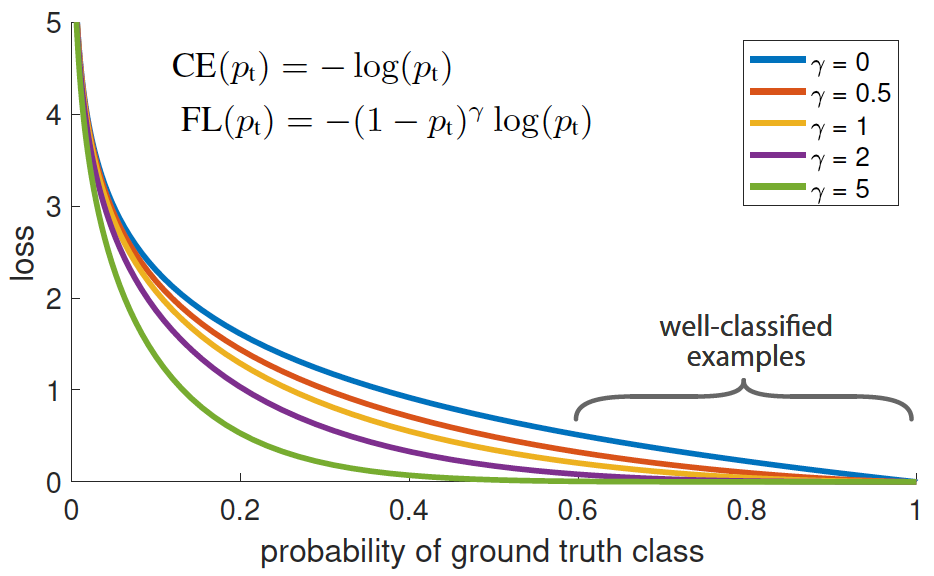 5
4
3
2
1
0
loss
CE(pₜ) = − log(pₜ)
FL(pₜ) = −(1 − pₜ)^γ log(pₜ)
γ = 0
γ = 0.5
γ = 1
γ = 2
γ = 5
well-classified
examples
0 0.2 0.4 0.6 0.8 1
probability of ground truth class